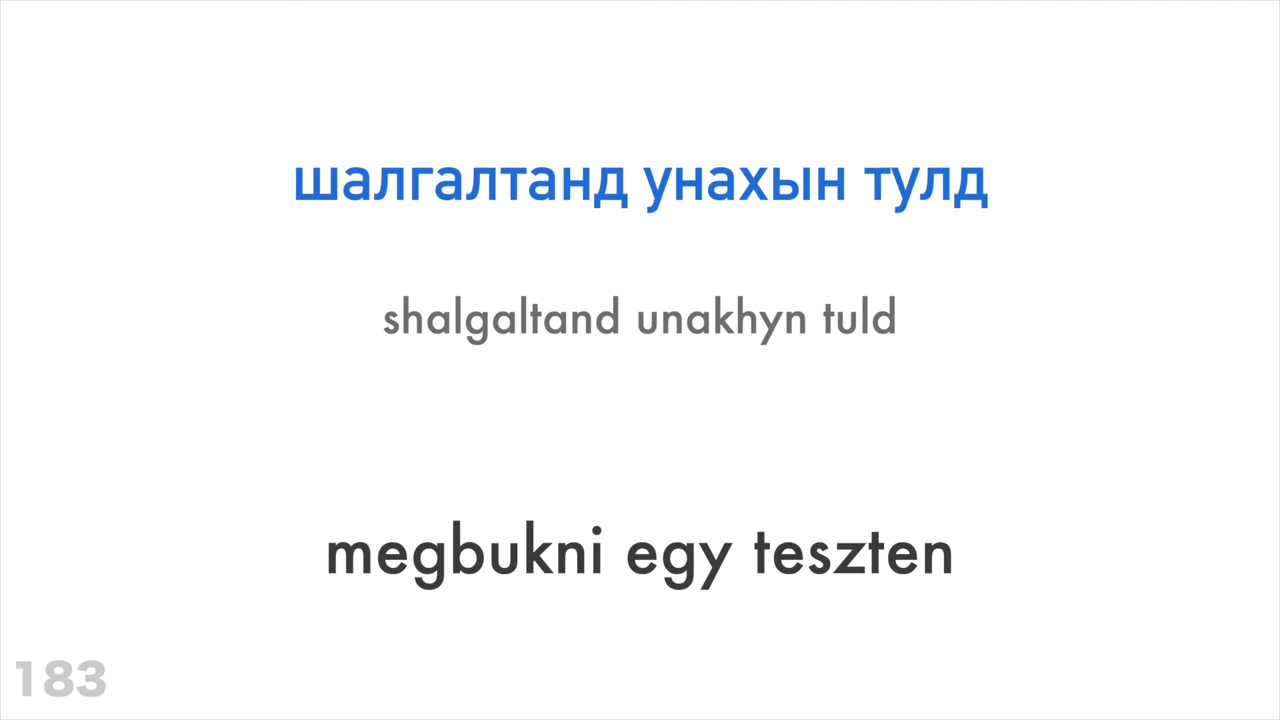 шалгалтанд унахын тулд
shalgaltand unakhyn tuld
megbukni egy teszten
183